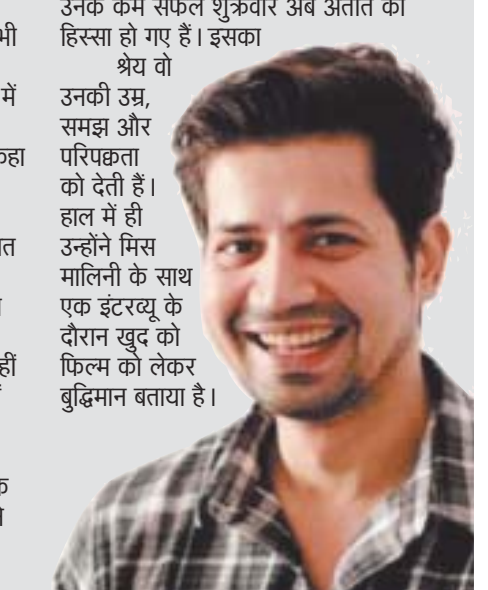 उनके कम सफल शुक्रवार अब अतीत का
हिस्सा हो गए हैं। इसका
श्रेय वो
उनकी उम्र,
समझ और
परिपक्वता
को देती हैं।
हाल में ही
उन्होंने मिस
मालिनी के साथ
एक इंटरव्यू के
दौरान खुद को
फिल्म को लेकर
बुद्धिमान बताया है।
भी
में